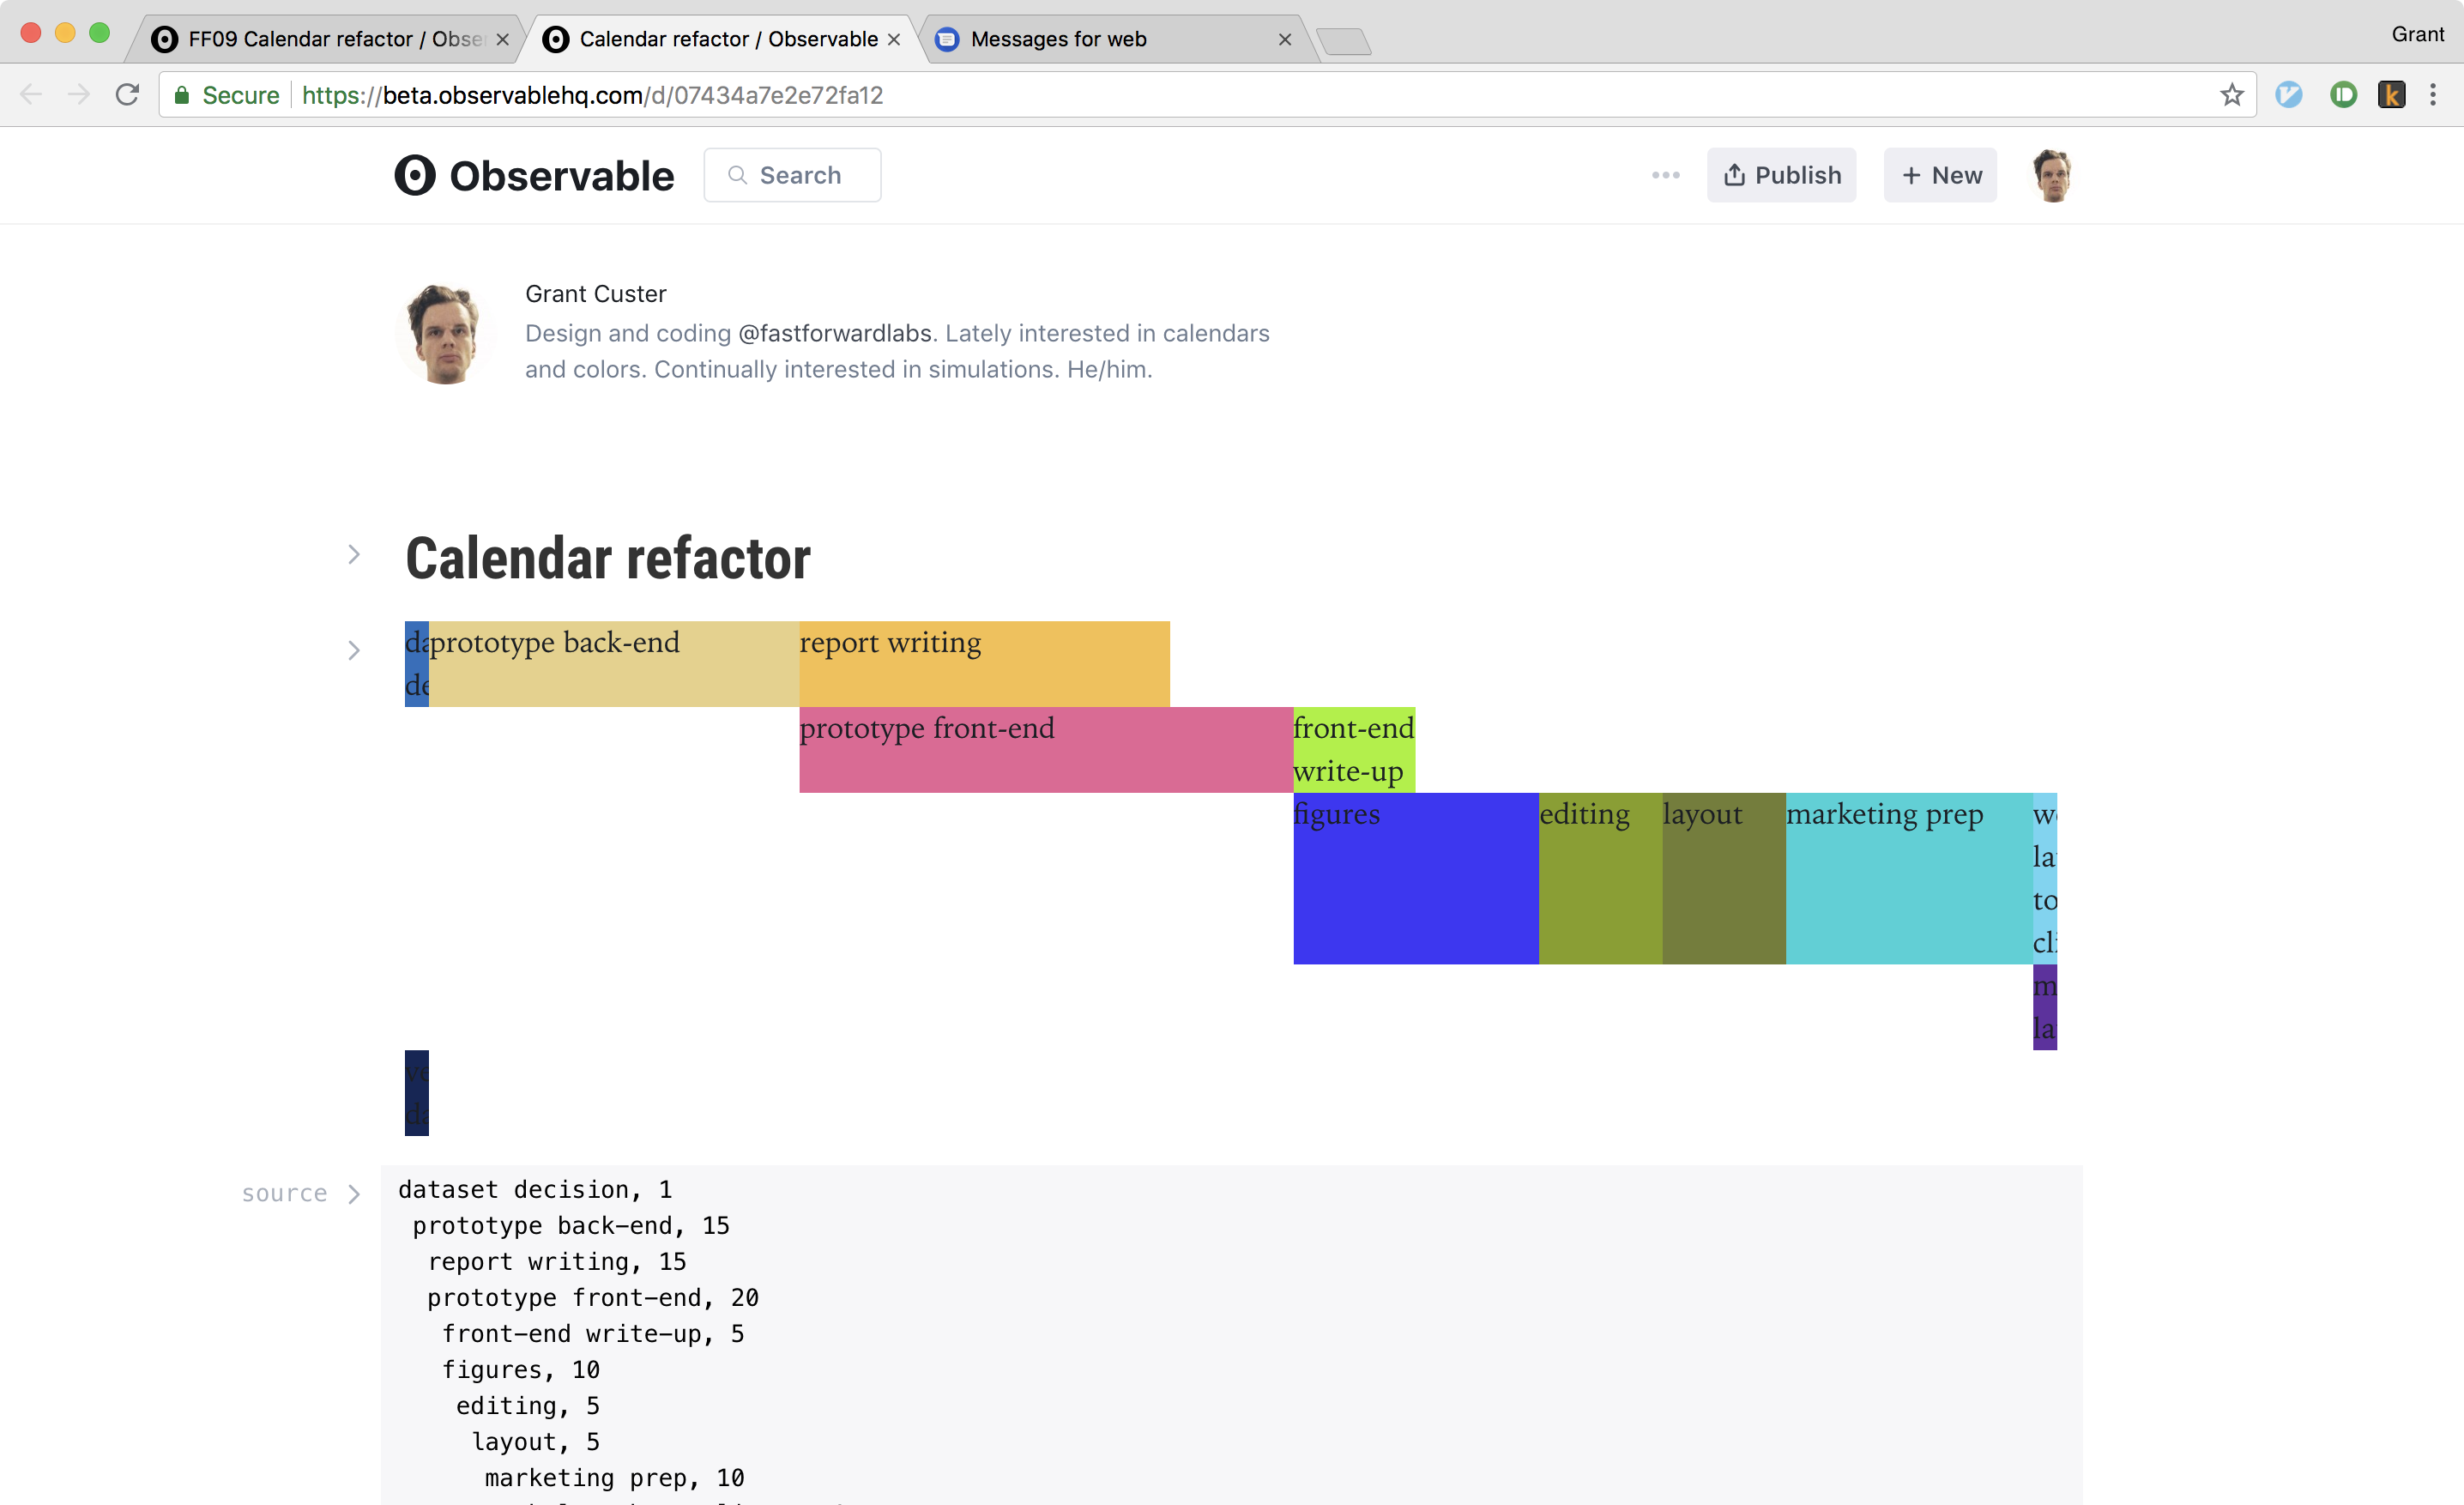 FF09 Calendar refactor / Obse
Calendar refactor / Observable
Messages for web
Grant
Secure https://beta.observablehq.com/d/07434a7e2e72fa12
Observable
Search
Publish
+ New
Grant Custer
Design and coding @fastforwardlabs. Lately interested in calendars
and colors. Continually interested in simulations. He/him.
Calendar refactor
da
de
prototype back-end
report writing
prototype front-end
front-end
write-up
figures
editing
layout
marketing prep
we
la
to
cli
m
la
ve
da
source
dataset decision, 1
prototype back-end, 15
report writing, 15
prototype front-end, 20
front-end write-up, 5
figures, 10
editing, 5
layout, 5
marketing prep, 10